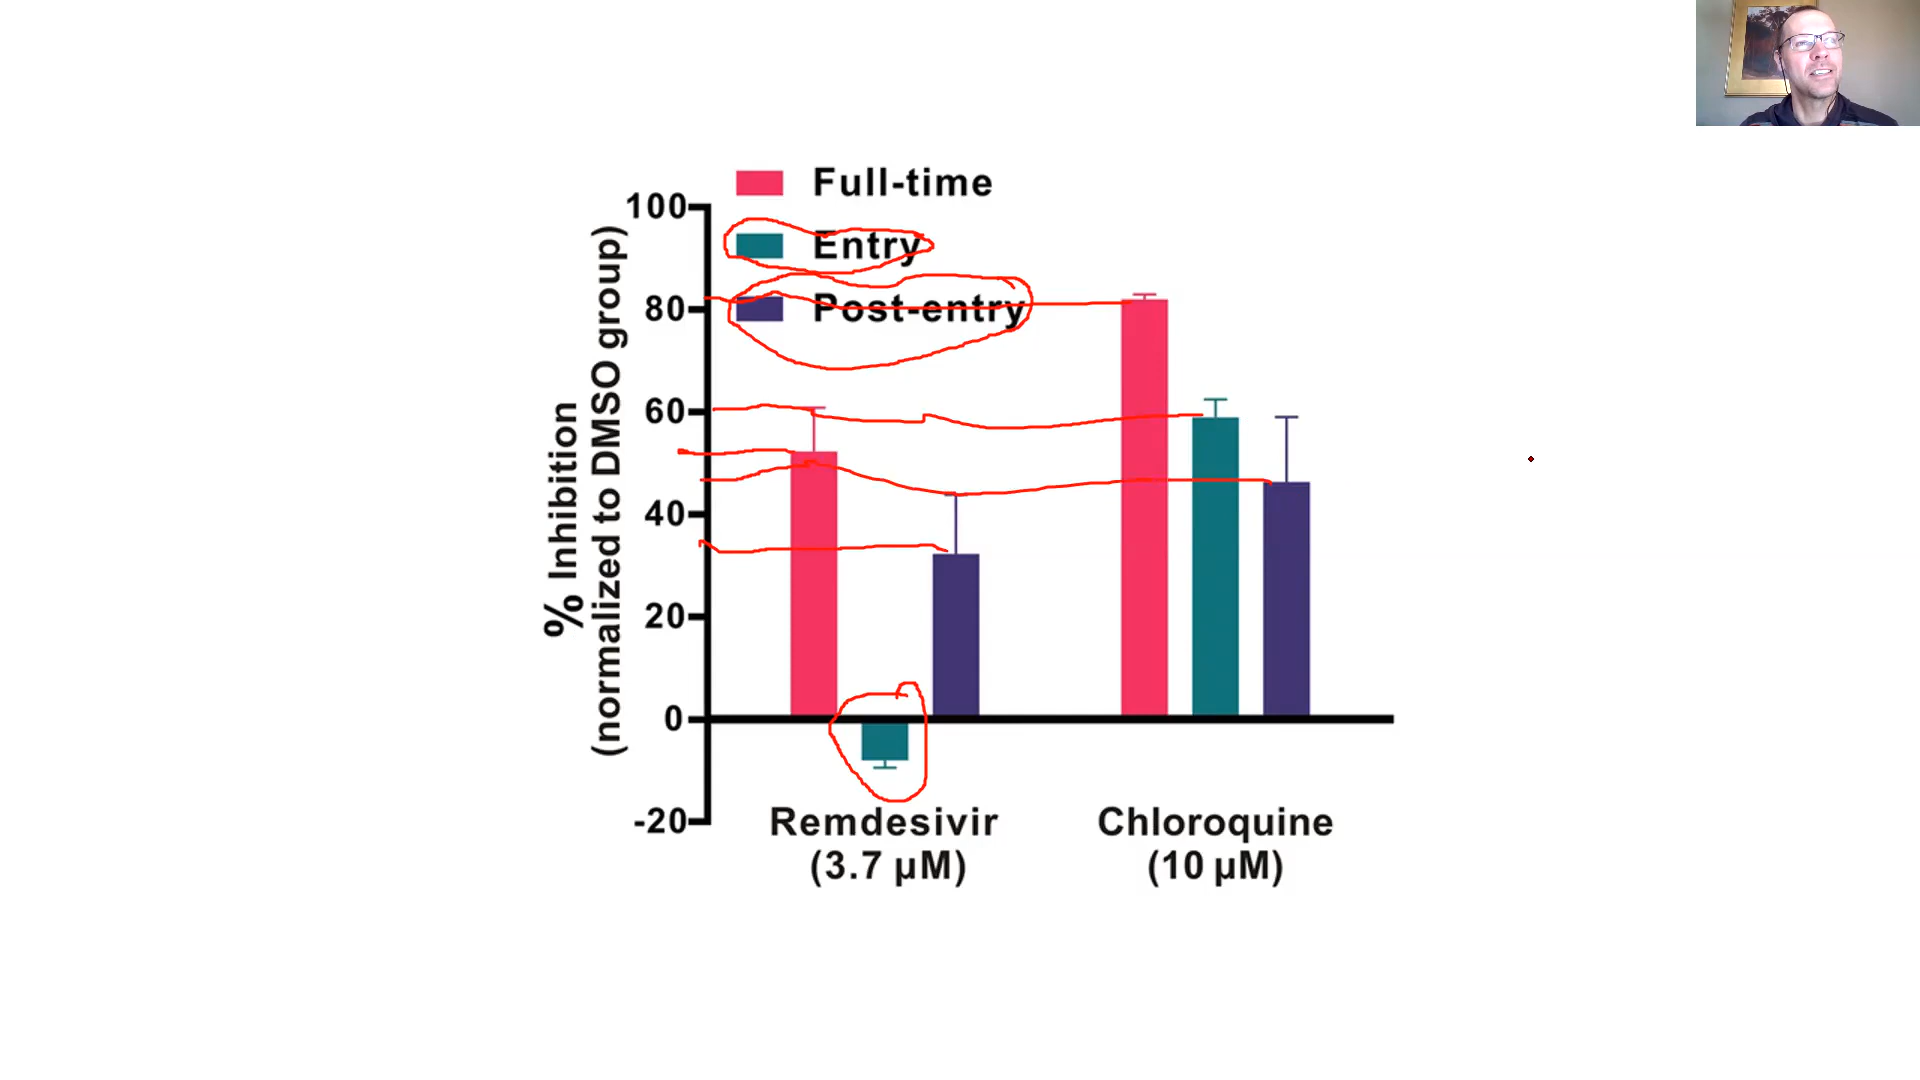 Full-time
100
Entry
80
Post-entry
60
40
20
0
-20
% Inhibition
(normalized to DMSO group)
Remdesivir
(3.7 µM)
Chloroquine
(10 µM)